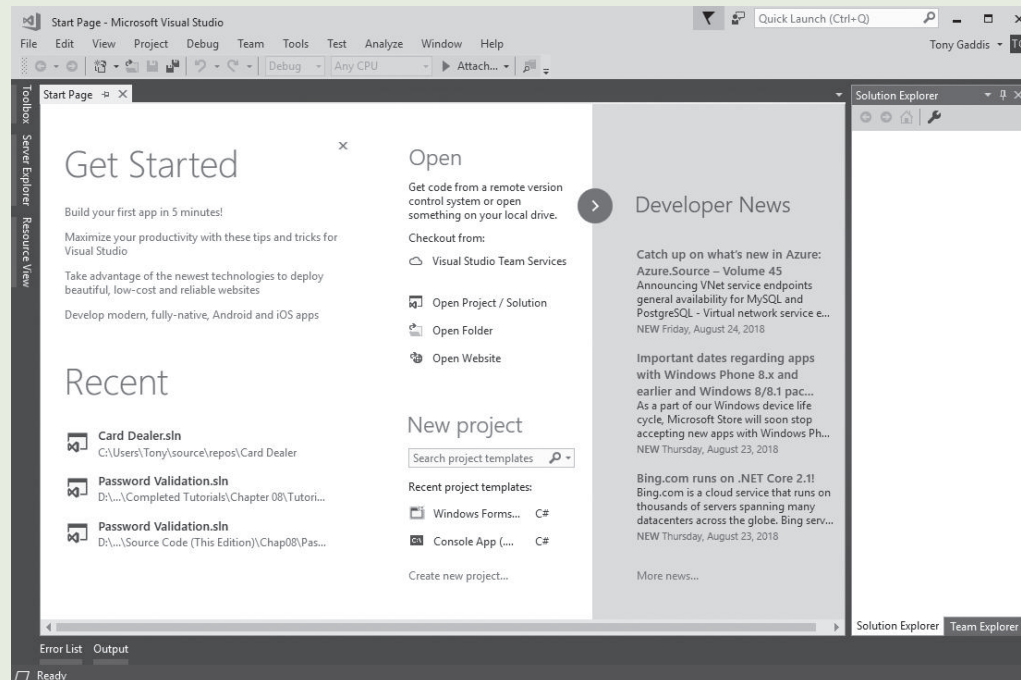 Start Page - Microsoft Visual Studio
Quick Launch (Ctrl+Q)
File Edit View Project Debug Team Tools Test Analyze Window Help
Tony Gaddis
Debug Any CPU Attach...
Toolbox
Server Explorer
Resource View
Start Page
Get Started
Build your first app in 5 minutes!
Maximize your productivity with these tips and tricks for
Visual Studio
Take advantage of the newest technologies to deploy
beautiful, low-cost and reliable websites
Develop modern, fully-native, Android and iOS apps
Recent
Card Dealer.sln
C:\Users\Tony\source\repos\Card Dealer
Password Validation.sln
D:\...\Completed Tutorials\Chapter 08\Tutori...
Password Validation.sln
D:\...\Source Code (This Edition)\Chap08\Pas...
Open
Get code from a remote version
control system or open
something on your local drive.
Checkout from:
Visual Studio Team Services
Open Project / Solution
Open Folder
Open Website
New project
Search project templates
Recent project templates:
Windows Forms... C#
Console App (.... C#
Create new project...
Developer News
Catch up on what's new in Azure:
Azure.Source – Volume 45
Announcing VNet service endpoints
general availability for MySQL and
PostgreSQL - Virtual network service e...
NEW Friday, August 24, 2018
Important dates regarding apps
with Windows Phone 8.x and
earlier and Windows 8/8.1 pac...
As a part of our Windows device life
cycle, Microsoft Store will soon stop
accepting new apps with Windows Ph...
NEW Thursday, August 23, 2018
Bing.com runs on .NET Core 2.1!
Bing.com is a cloud service that runs on
thousands of servers spanning many
datacenters across the globe. Bing serv...
NEW Thursday, August 23, 2018
More news...
Solution Explorer
Solution Explorer Team Explorer
Error List Output
Ready